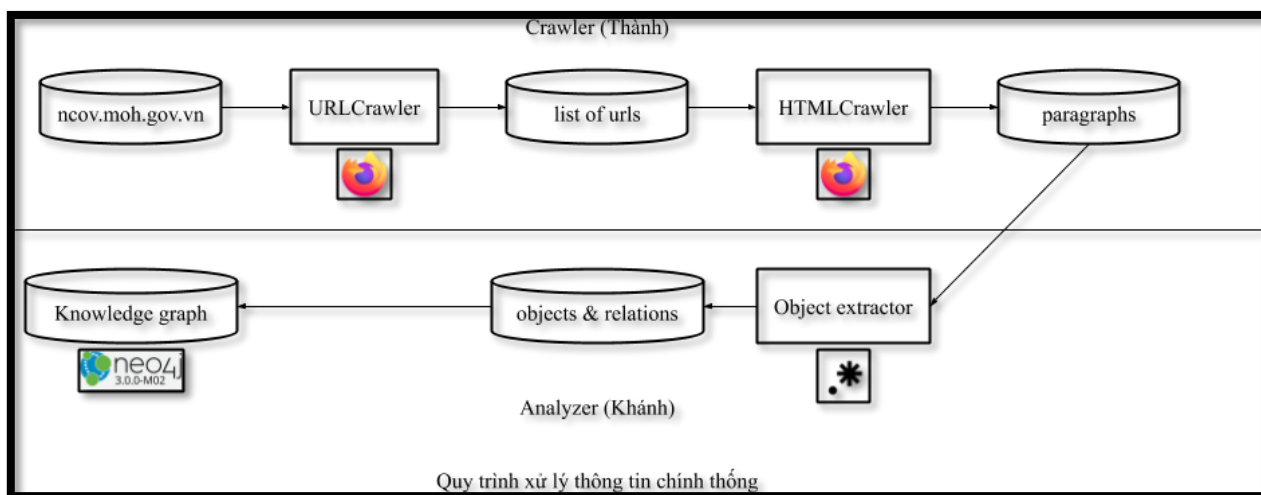 Crawler (Thành)
ncov.moh.gov.vn
URLCrawler
list of urls
HTMLCrawler
paragraphs
Knowledge graph
objects & relations
Object extractor
neo4j
3.0.0-M02
.*
Analyzer (Khánh)
Quy trình xử lý thông tin chính thống